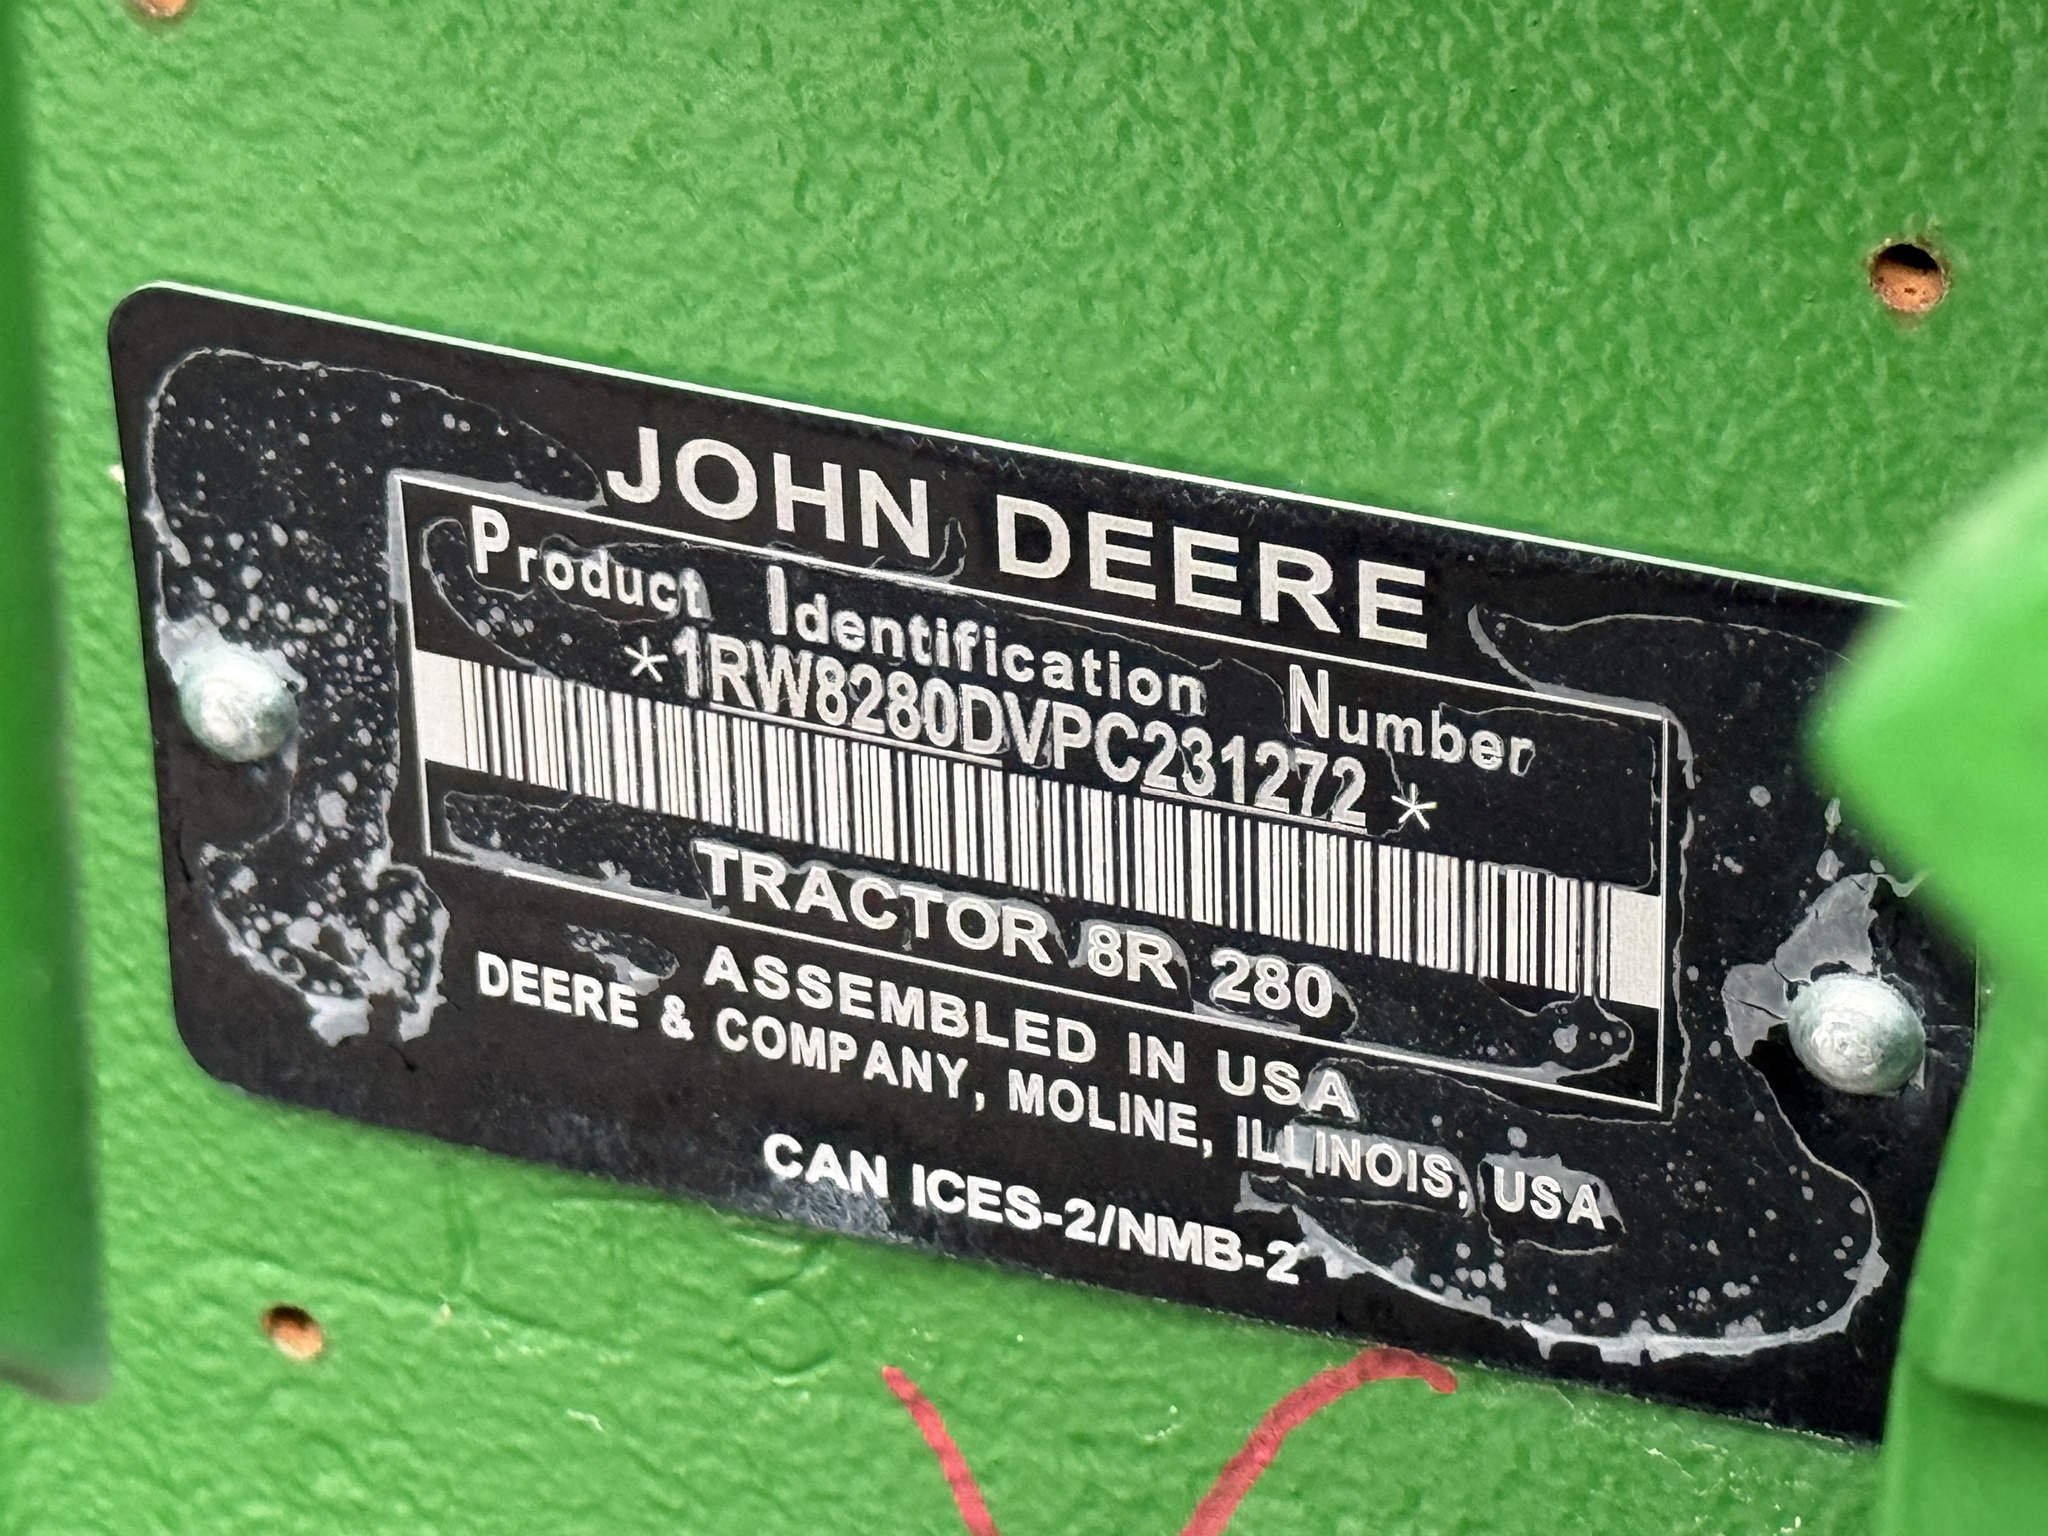 JOHN DEERE
Product Identification Number
*1RW8280DVPC231272*
TRACTOR 8R 280
ASSEMBLED IN USA
DEERE & COMPANY, MOLINE, ILLINOIS, USA
CAN ICES-2/NMB-2